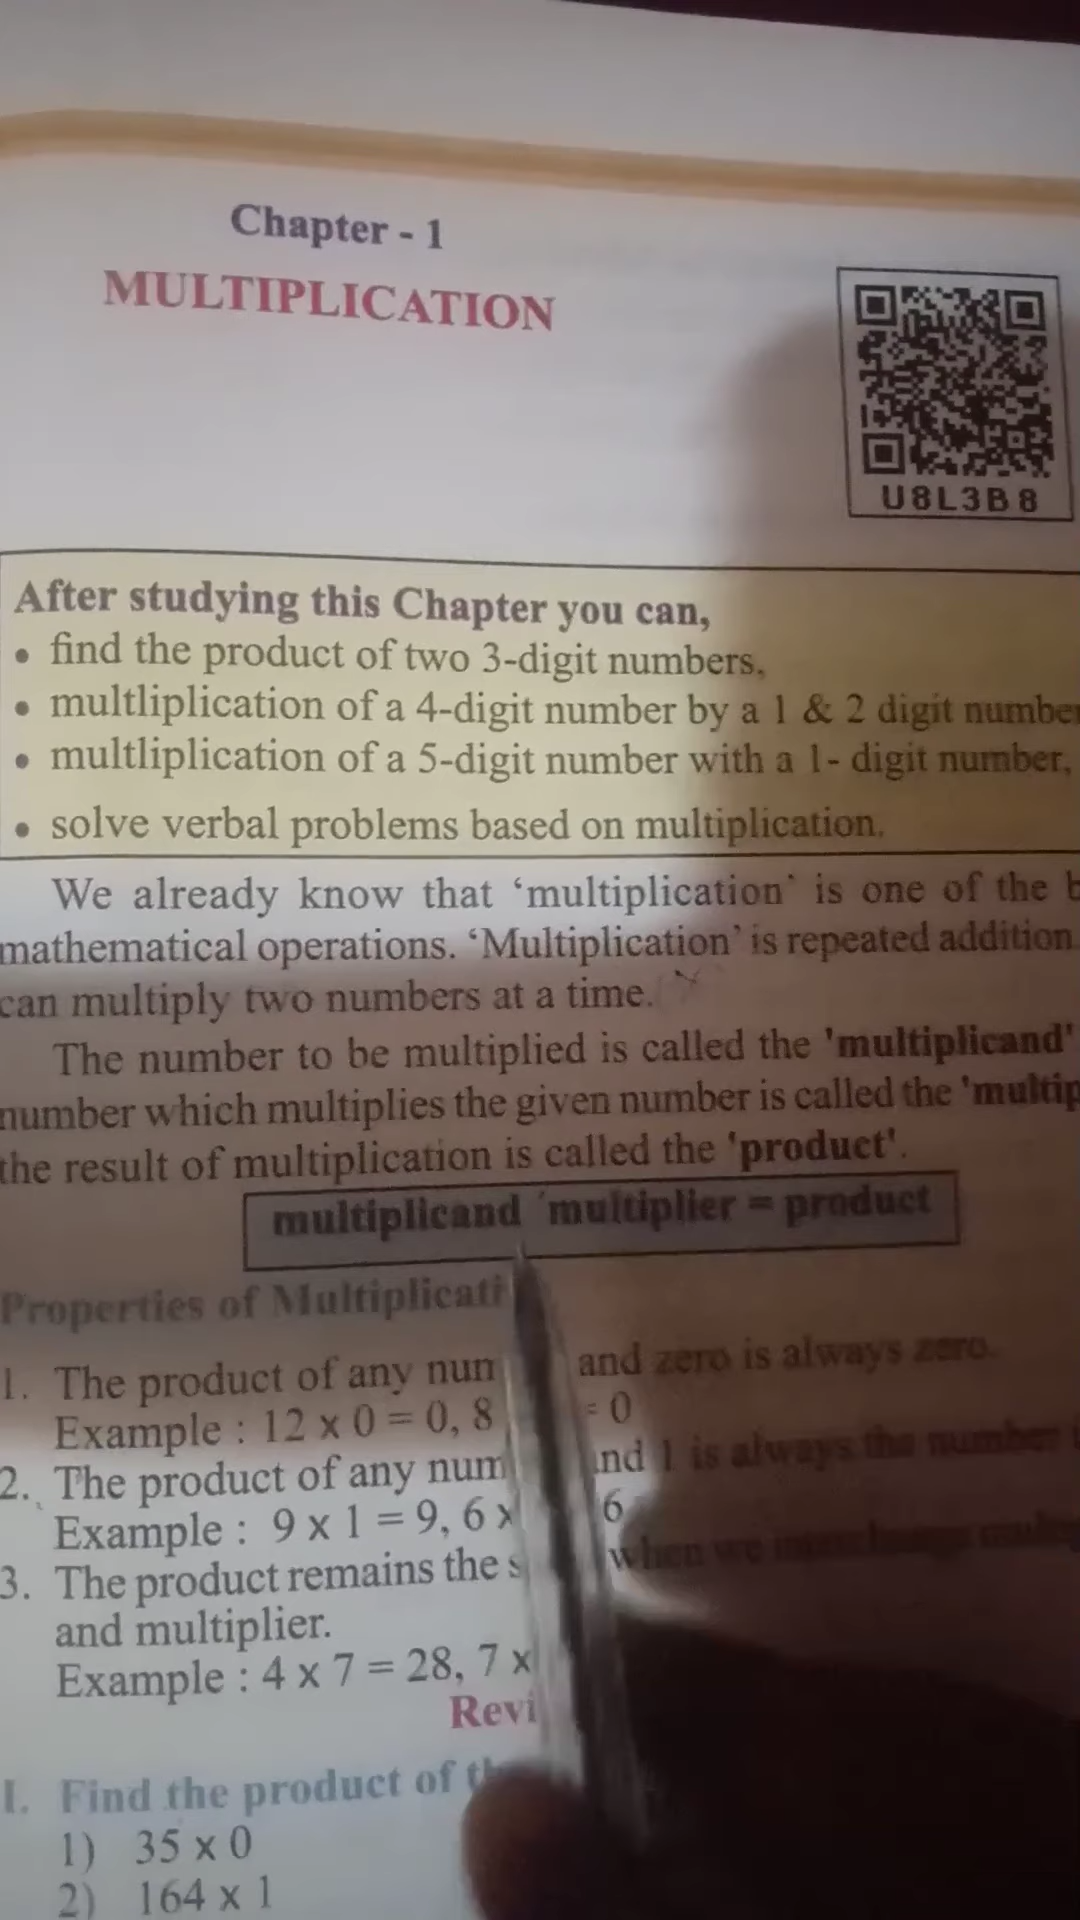 Chapter - 1
MULTIPLICATION
U8L3B8
After studying this Chapter you can,
• find the product of two 3-digit numbers,
• multliplication of a 4-digit number by a 1 & 2 digit number
• multliplication of a 5-digit number with a 1- digit number,
• solve verbal problems based on multiplication.
We already know that ‘multiplication’ is one of the
mathematical operations. ‘Multiplication’ is repeated addition.
can multiply two numbers at a time.
The number to be multiplied is called the 'multiplicand'
number which multiplies the given number is called the 'multip
the result of multiplication is called the 'product'.
multiplicand ´multiplier = product
Properties of Multiplicati
1. The product of any nun and zero is always zero.
Example : 12 x 0 = 0, 8 = 0
2. The product of any num nd 1 is always the number
Example : 9 x 1 = 9, 6 x 6
3. The product remains the s when we interchange
and multiplier.
Example : 4 x 7 = 28, 7 x
Revi
I. Find the product of
1) 35 x 0
2) 164 x 1